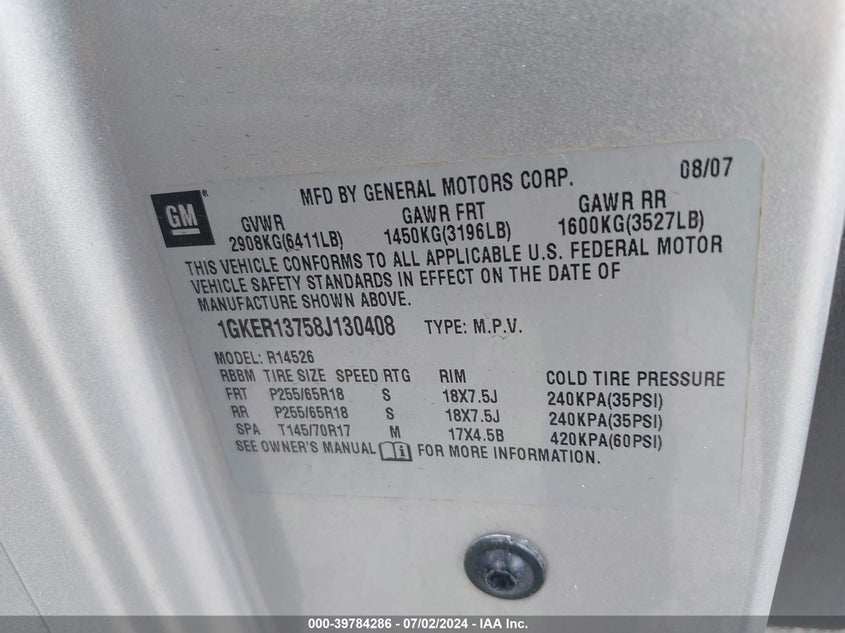 08/07
GM®
MFD BY GENERAL MOTORS CORP.
GVWR GAWR FRT GAWR RR
2908KG(6411LB) 1450KG(3196LB) 1600KG(3527LB)
THIS VEHICLE CONFORMS TO ALL APPLICABLE U.S. FEDERAL MOTOR
VEHICLE SAFETY STANDARDS IN EFFECT ON THE DATE OF
MANUFACTURE SHOWN ABOVE.
1GKER13758J130408 TYPE: M.P.V.
MODEL: R14526
RBBM TIRE SIZE SPEED RTG RIM COLD TIRE PRESSURE
FRT P255/65R18 S 18X7.5J 240KPA(35PSI)
RR P255/65R18 S 18X7.5J 240KPA(35PSI)
SPA T145/70R17 M 17X4.5B 420KPA(60PSI)
SEE OWNER'S MANUAL FOR MORE INFORMATION.
000-39784286 - 07/02/2024 - IAA Inc.